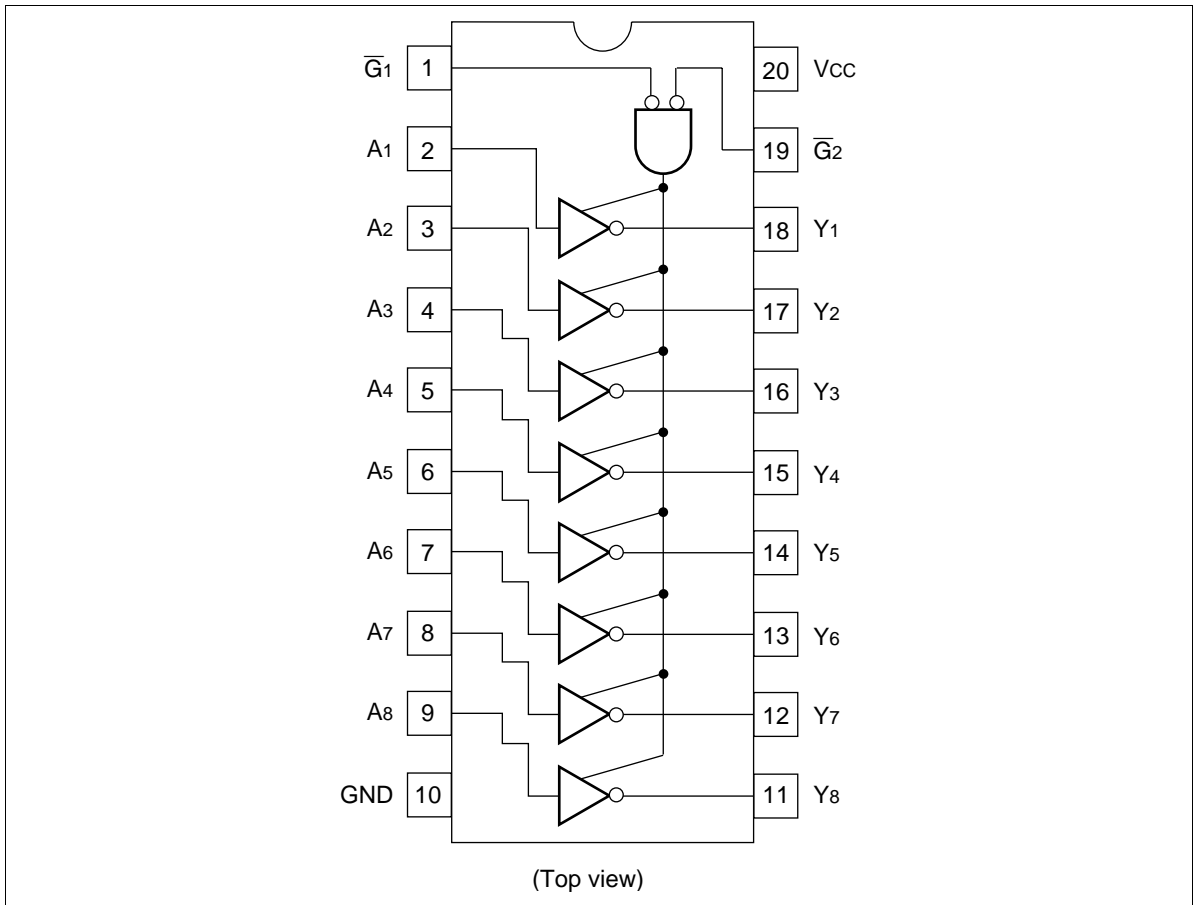 G̅1 1 20 VCC
A1 2 19 G̅2
A2 3 18 Y1
A3 4 17 Y2
A4 5 16 Y3
A5 6 15 Y4
A6 7 14 Y5
A7 8 13 Y6
A8 9 12 Y7
GND 10 11 Y8
(Top view)